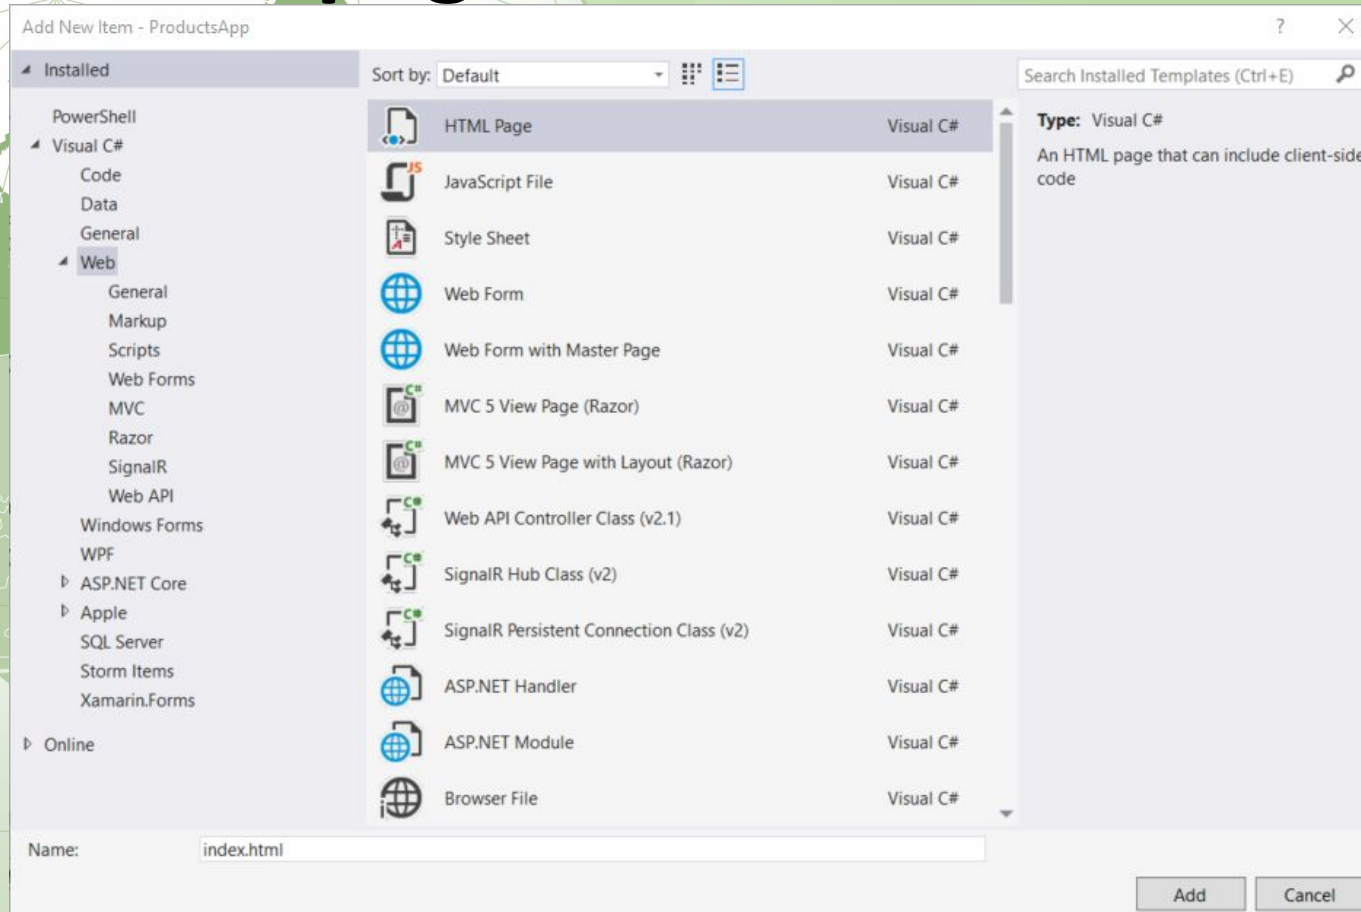 Add New Item - ProductsApp
?
Installed
PowerShell
Visual C#
Code
Data
General
Web
General
Markup
Scripts
Web Forms
MVC
Razor
SignalR
Web API
Windows Forms
WPF
ASP.NET Core
Apple
SQL Server
Storm Items
Xamarin.Forms
Online
Sort by: Default
HTML Page Visual C#
JavaScript File Visual C#
Style Sheet Visual C#
Web Form Visual C#
Web Form with Master Page Visual C#
MVC 5 View Page (Razor) Visual C#
MVC 5 View Page with Layout (Razor) Visual C#
Web API Controller Class (v2.1) Visual C#
SignalR Hub Class (v2) Visual C#
SignalR Persistent Connection Class (v2) Visual C#
ASP.NET Handler Visual C#
ASP.NET Module Visual C#
Browser File Visual C#
Search Installed Templates (Ctrl+E)
Type: Visual C#
An HTML page that can include client-side
code
Name: index.html
Add Cancel